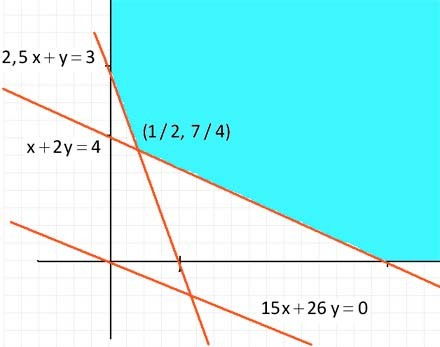 2,5 x + y = 3
(1 / 2, 7 / 4)
x + 2y = 4
15x + 26 y = 0